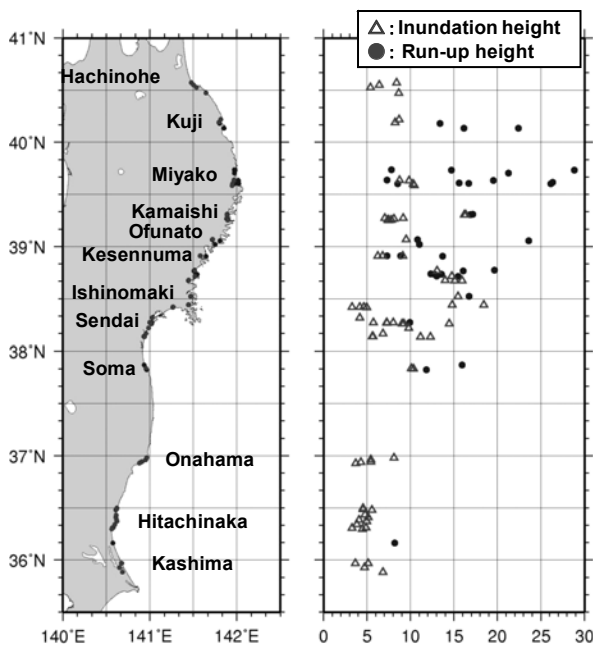 △ : Inundation height
● : Run-up height
41°N
Hachinohe
Kuji
40°N
Miyako
Kamaishi
Ofunato
39°N
Kesennuma
Ishinomaki
Sendai
38°N
Soma
37°N
Onahama
Hitachinaka
36°N
Kashima
140°E 141°E 142°E
0 5 10 15 20 25 30